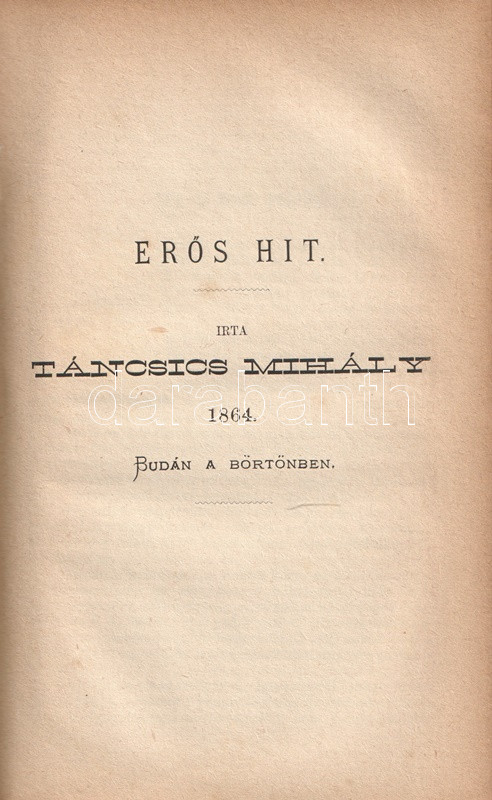 ERŐS HIT.
IRTA
TÁNCSICS MIHÁLY
darabanth
1864.
BUDÁN A BÖRTÖNBEN.